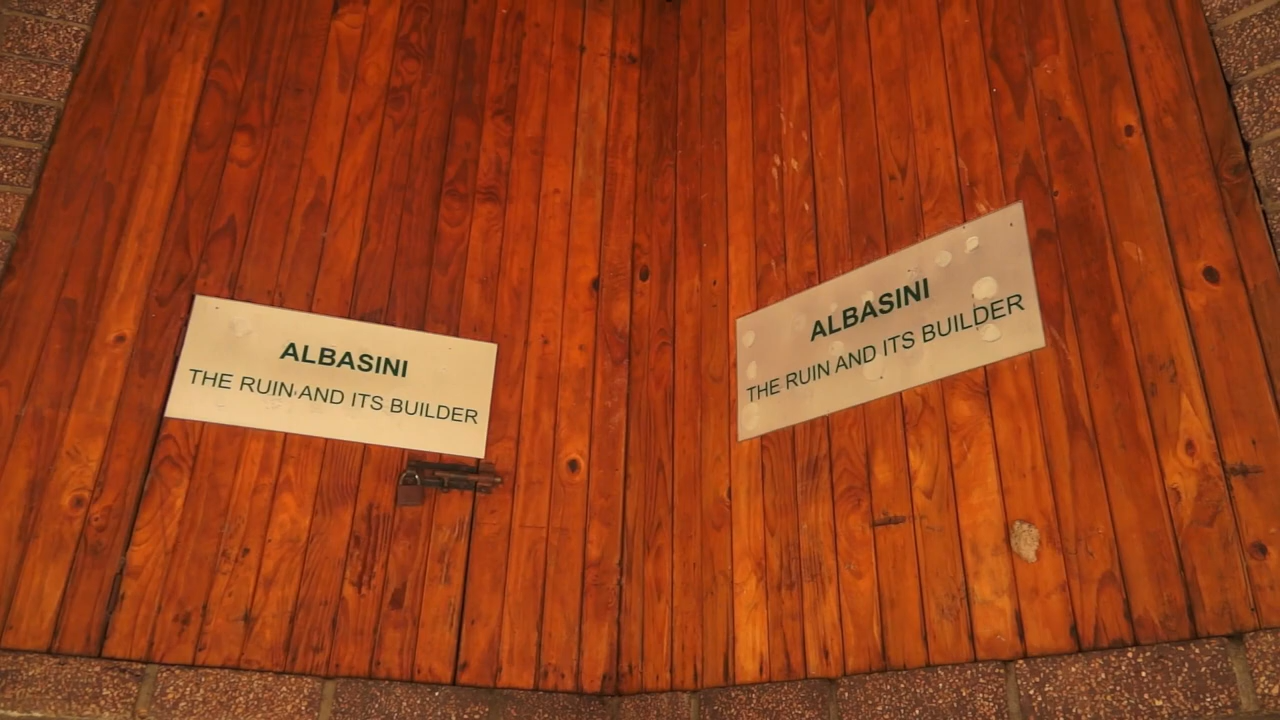 ALBASINI
THE RUIN AND ITS BUILDER
ALBASINI
THE RUIN AND ITS BUILDER